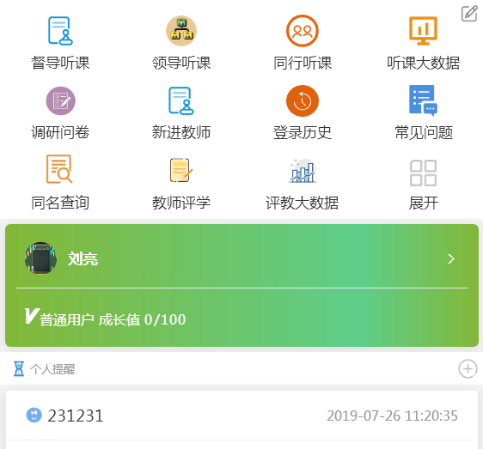 督导听课 领导听课 同行听课 听课大数据
调研问卷 新进教师 登录历史 常见问题
同名查询 教师评学 评教大数据 展开
刘亮
V普通用户 成长值 0/100
个人提醒
231231 2019-07-26 11:20:35